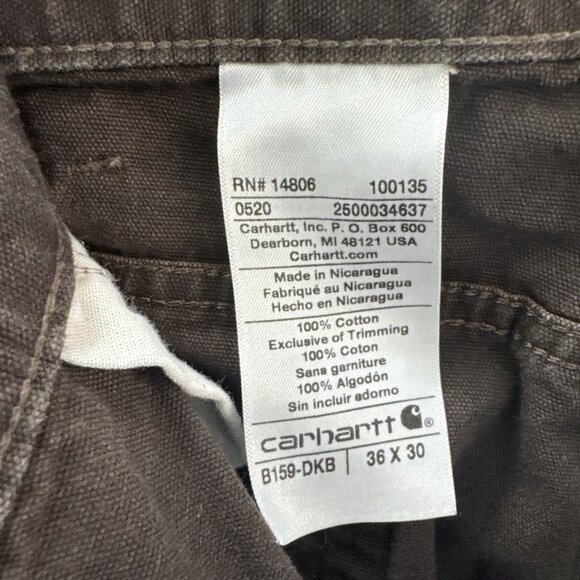 RN# 14806 100135
0520 2500034637
Carhartt, Inc. P. O. Box 600
Dearborn, MI 48121 USA
Carhartt.com
Made in Nicaragua
Fabriqué au Nicaragua
Hecho en Nicaragua
100% Cotton
Exclusive of Trimming
100% Coton
Sans garniture
100% Algodón
Sin incluir adorno
carhartt ®
B159-DKB | 36 X 30